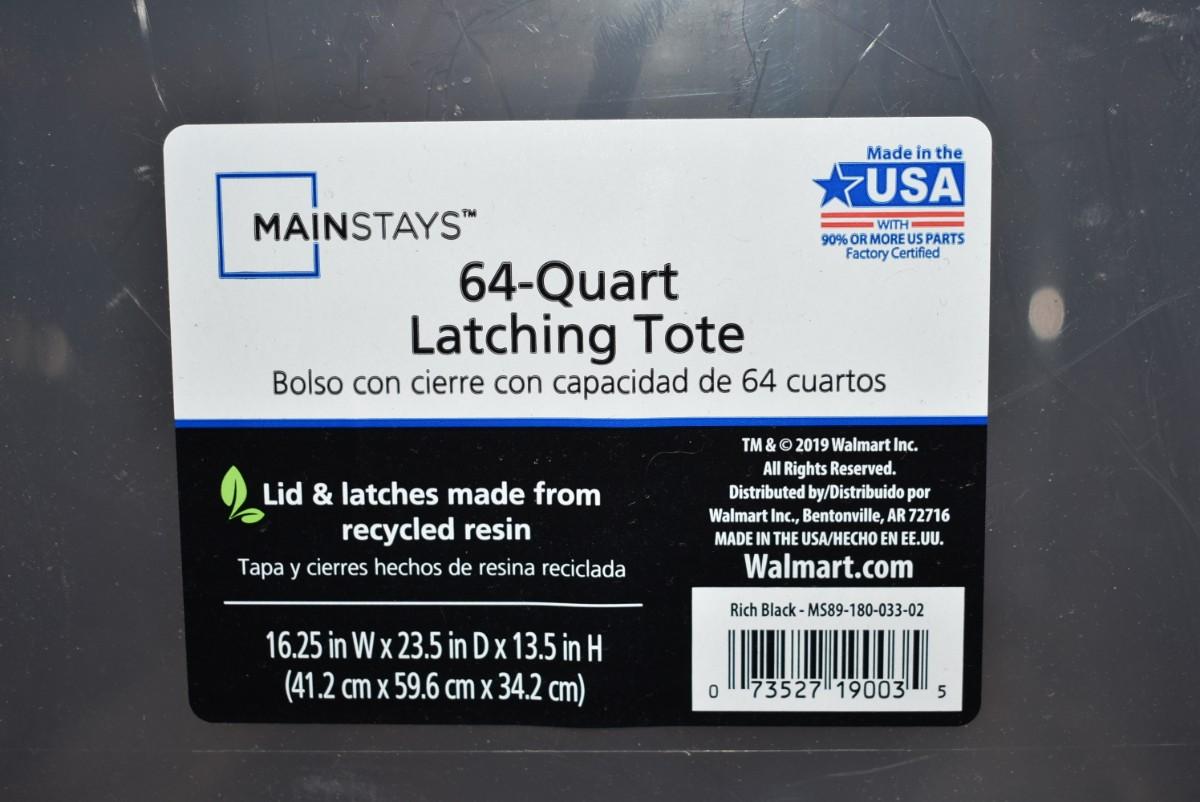 MAINSTAYS™
Made in the
USA
WITH
90% OR MORE US PARTS
Factory Certified
64-Quart
Latching Tote
Bolso con cierre con capacidad de 64 cuartos
Lid & latches made from
recycled resin
Tapa y cierres hechos de resina reciclada
16.25 in W x 23.5 in D x 13.5 in H
(41.2 cm x 59.6 cm x 34.2 cm)
TM & © 2019 Walmart Inc.
All Rights Reserved.
Distributed by/Distribuido por
Walmart Inc., Bentonville, AR 72716
MADE IN THE USA/HECHO EN EE.UU.
Walmart.com
Rich Black - MS89-180-033-02
0 73527 19003 5